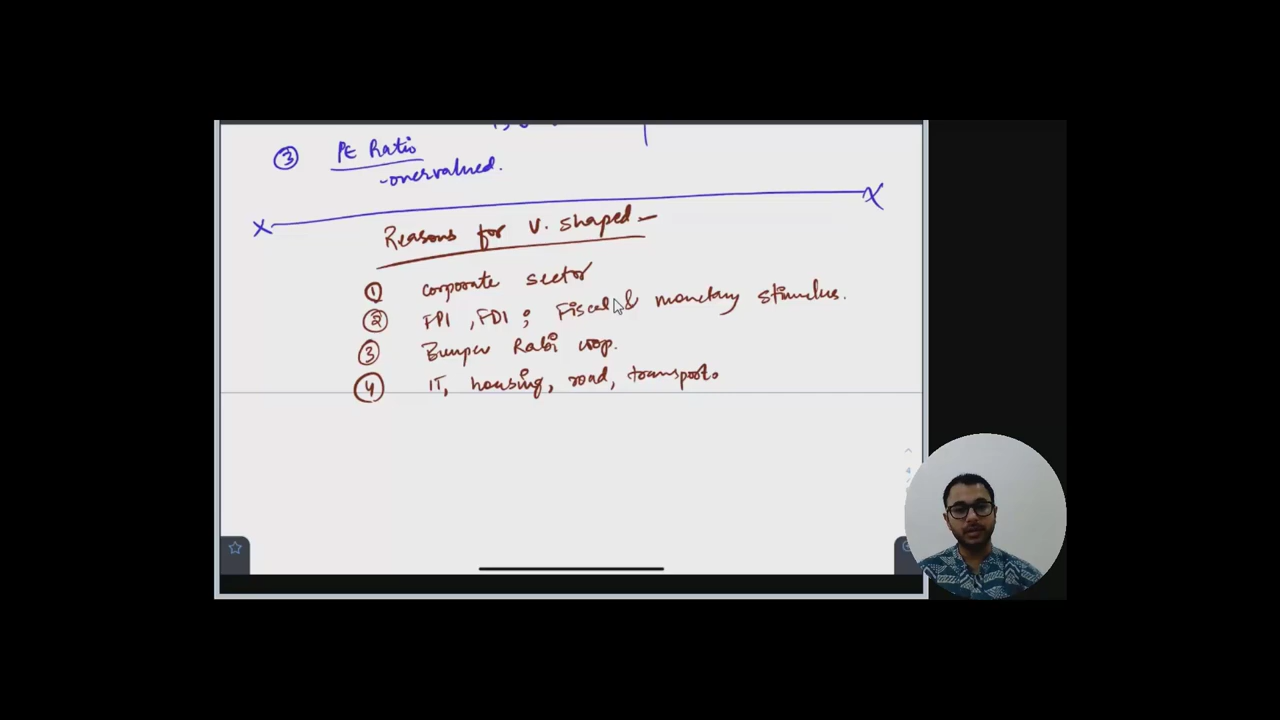 ③ PE Ratio
-overvalued.
X X
Reasons for V. shaped -
① corporate sector
② FPI, FDI ; Fiscal & monetary stimulus.
③ Bumper Rabi crop.
④ IT, housing, road, transport.